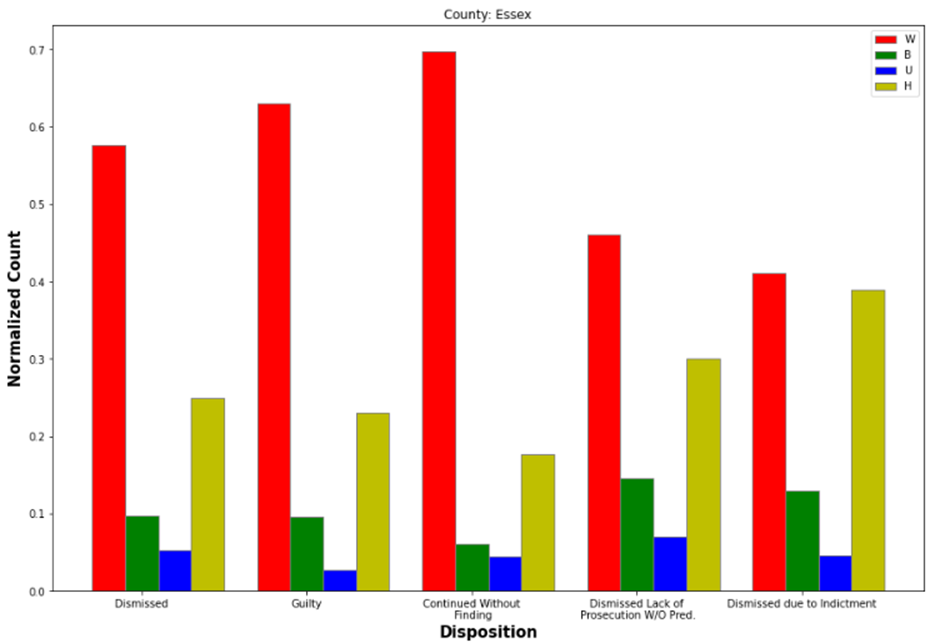 County: Essex
W
B
U
H
Normalized Count
0.7
0.6
0.5
0.4
0.3
0.2
0.1
0.0
Dismissed
Guilty
Continued Without
Finding
Dismissed Lack of
Prosecution W/O Pred.
Dismissed due to Indictment
Disposition